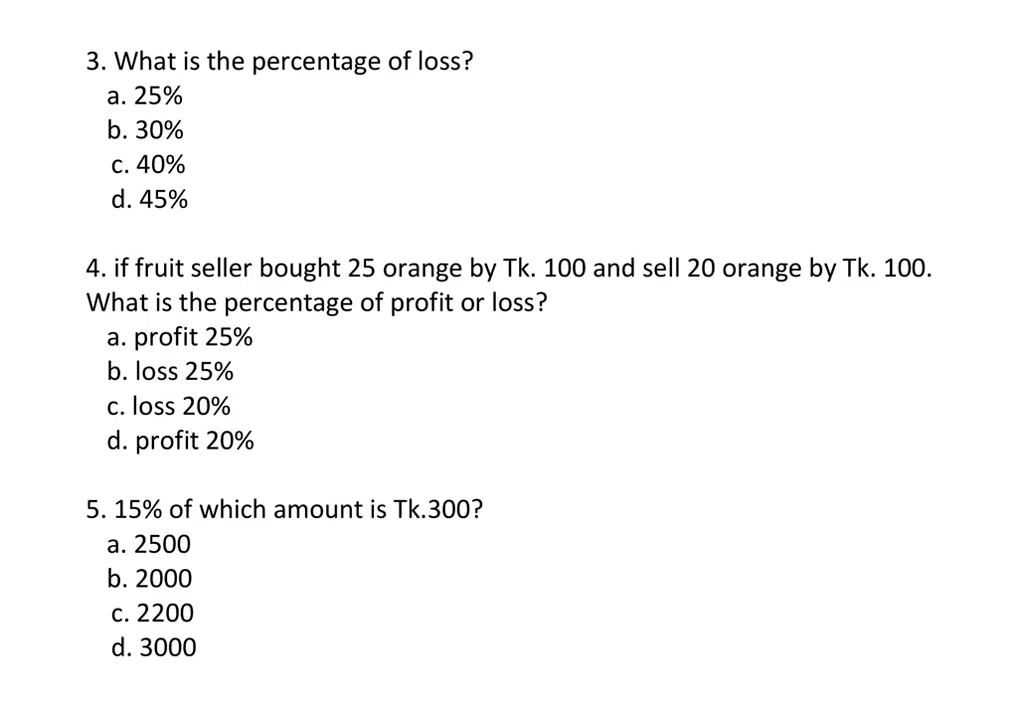 3. What is the percentage of loss?
a. 25%
b. 30%
c. 40%
d. 45%
4. if fruit seller bought 25 orange by Tk. 100 and sell 20 orange by Tk. 100.
What is the percentage of profit or loss?
a. profit 25%
b. loss 25%
c. loss 20%
d. profit 20%
5. 15% of which amount is Tk.300?
a. 2500
b. 2000
c. 2200
d. 3000